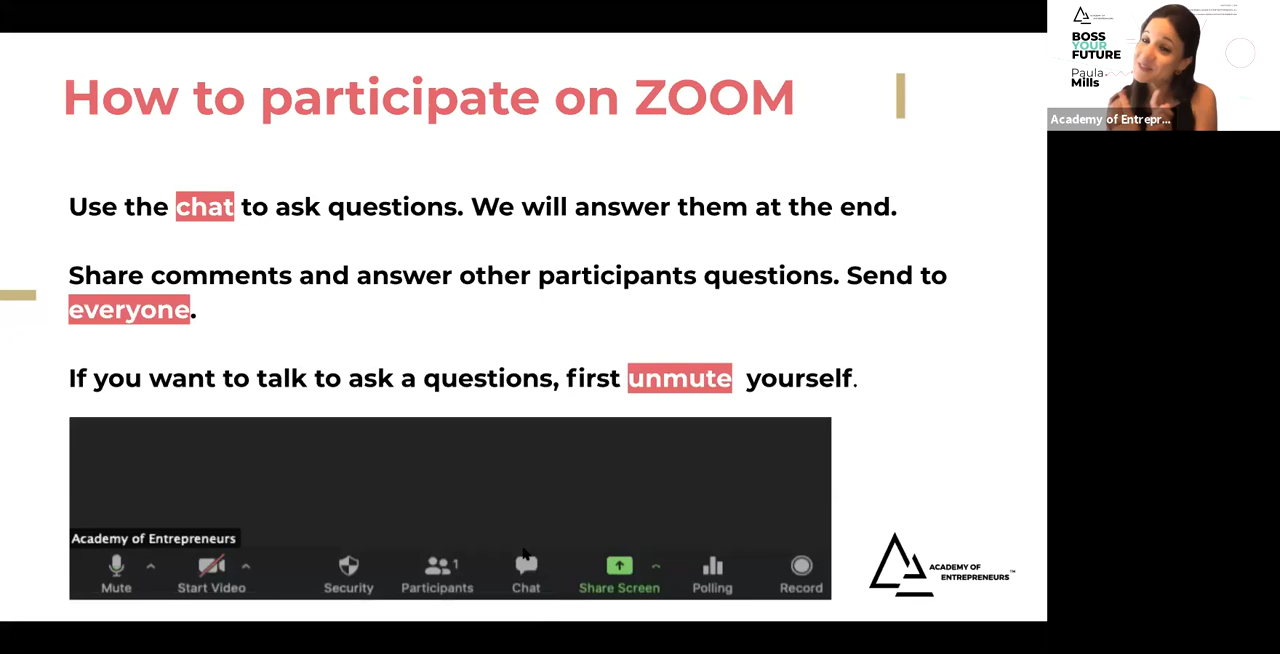 How to participate on ZOOM
Use the chat to ask questions. We will answer them at the end.
Share comments and answer other participants questions. Send to
everyone.
If you want to talk to ask a questions, first unmute yourself.
Academy of Entrepreneurs
1
Mute
Start Video
Security
Participants
Chat
Share Screen
Polling
Record
ACADEMY OF
ENTREPRENEURS
TM
BOSS
YOUR
FUTURE
Paula
Mills
Academy of Entrepr...